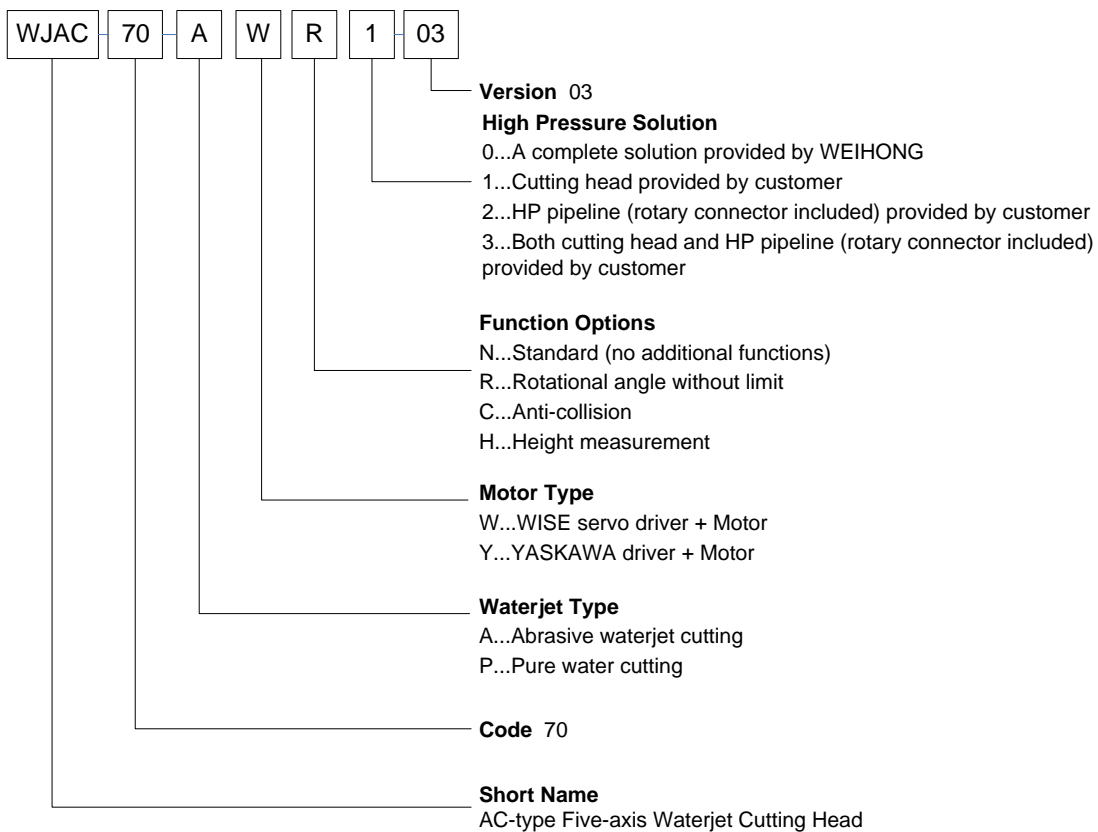 WJAC 70 A W R 1 03
Version 03
High Pressure Solution
0...A complete solution provided by WEIHONG
1...Cutting head provided by customer
2...HP pipeline (rotary connector included) provided by customer
3...Both cutting head and HP pipeline (rotary connector included)
provided by customer
Function Options
N...Standard (no additional functions)
R...Rotational angle without limit
C...Anti-collision
H...Height measurement
Motor Type
W...WISE servo driver + Motor
Y...YASKAWA driver + Motor
Waterjet Type
A...Abrasive waterjet cutting
P...Pure water cutting
Code 70
Short Name
AC-type Five-axis Waterjet Cutting Head